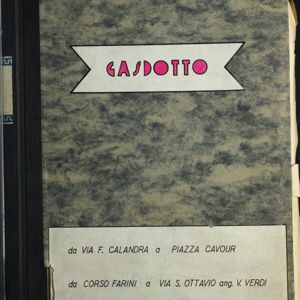 GASDOTTO
da VIA F. CALANDRA a PIAZZA CAVOUR
da CORSO FARINI a VIA S. OTTAVIO ang. V. VERDI